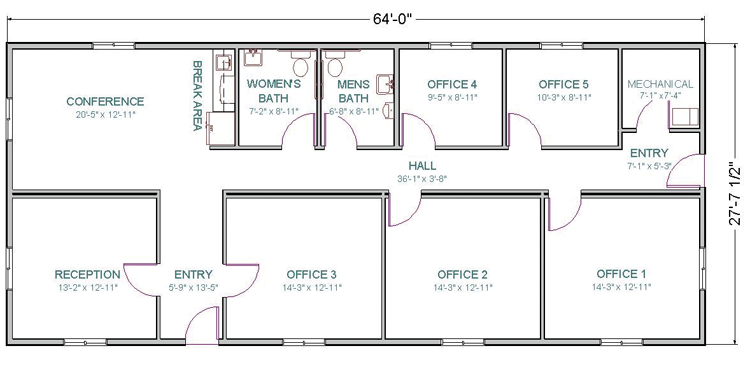 64'-0"
CONFERENCE
20'-5" x 12'-11"
BREAK AREA
WOMEN'S
BATH
7'-2" x 8'-11"
MENS
BATH
6'-8" x 8'-11"
OFFICE 4
9'-5" x 8'-11"
OFFICE 5
10'-3" x 8'-11"
MECHANICAL
7'-1" x 7'-4"
ENTRY
7'-1" x 5'-3"
HALL
36'-1" x 3'-8"
27'-7 1/2"
RECEPTION
13'-2" x 12'-11"
ENTRY
5'-9" x 13'-5"
OFFICE 3
14'-3" x 12'-11"
OFFICE 2
14'-3" x 12'-11"
OFFICE 1
14'-3" x 12'-11"